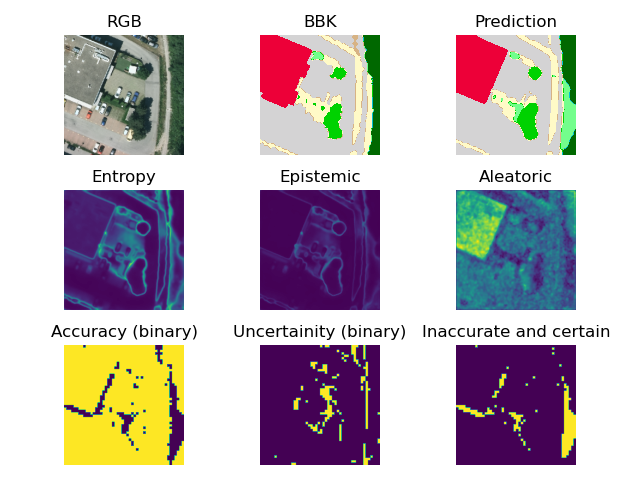 RGB
BBK
Prediction
Entropy
Epistemic
Aleatoric
Accuracy (binary)
Uncertainity (binary)
Inaccurate and certain